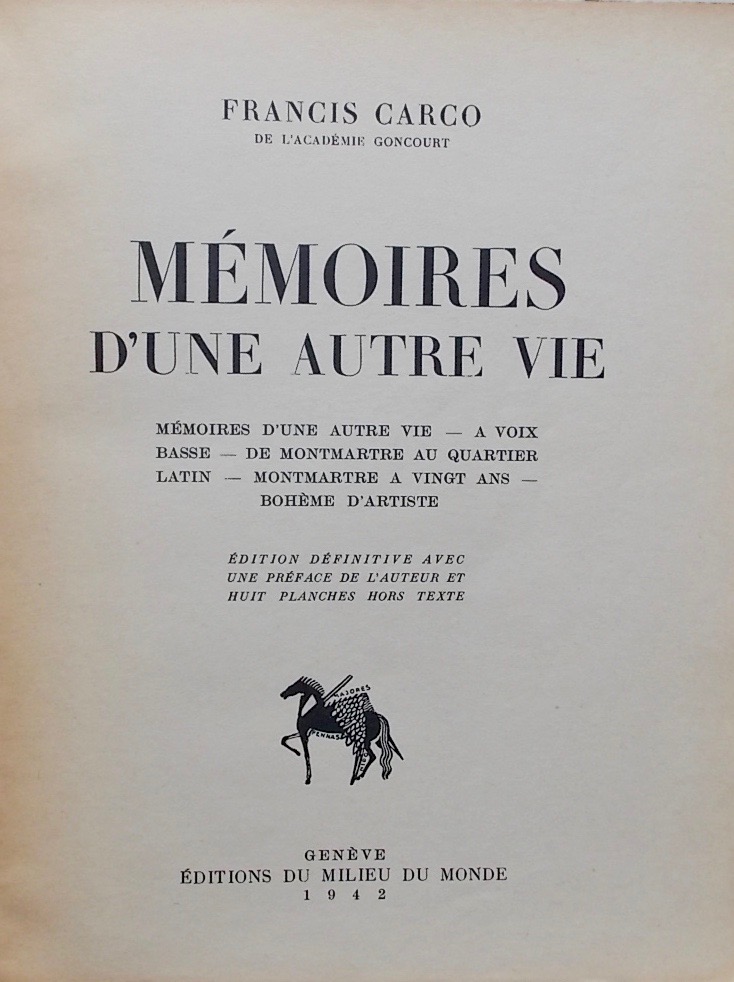 FRANCIS CARCO
DE L'ACADÉMIE GONCOURT
MÉMOIRES
D'UNE AUTRE VIE
MÉMOIRES D'UNE AUTRE VIE — A VOIX
BASSE — DE MONTMARTRE AU QUARTIER
LATIN — MONTMARTRE A VINGT ANS —
BOHÈME D'ARTISTE
ÉDITION DÉFINITIVE AVEC
UNE PRÉFACE DE L'AUTEUR ET
HUIT PLANCHES HORS TEXTE
MAJORES
PENNAS
GENÈVE
ÉDITIONS DU MILIEU DU MONDE
1942